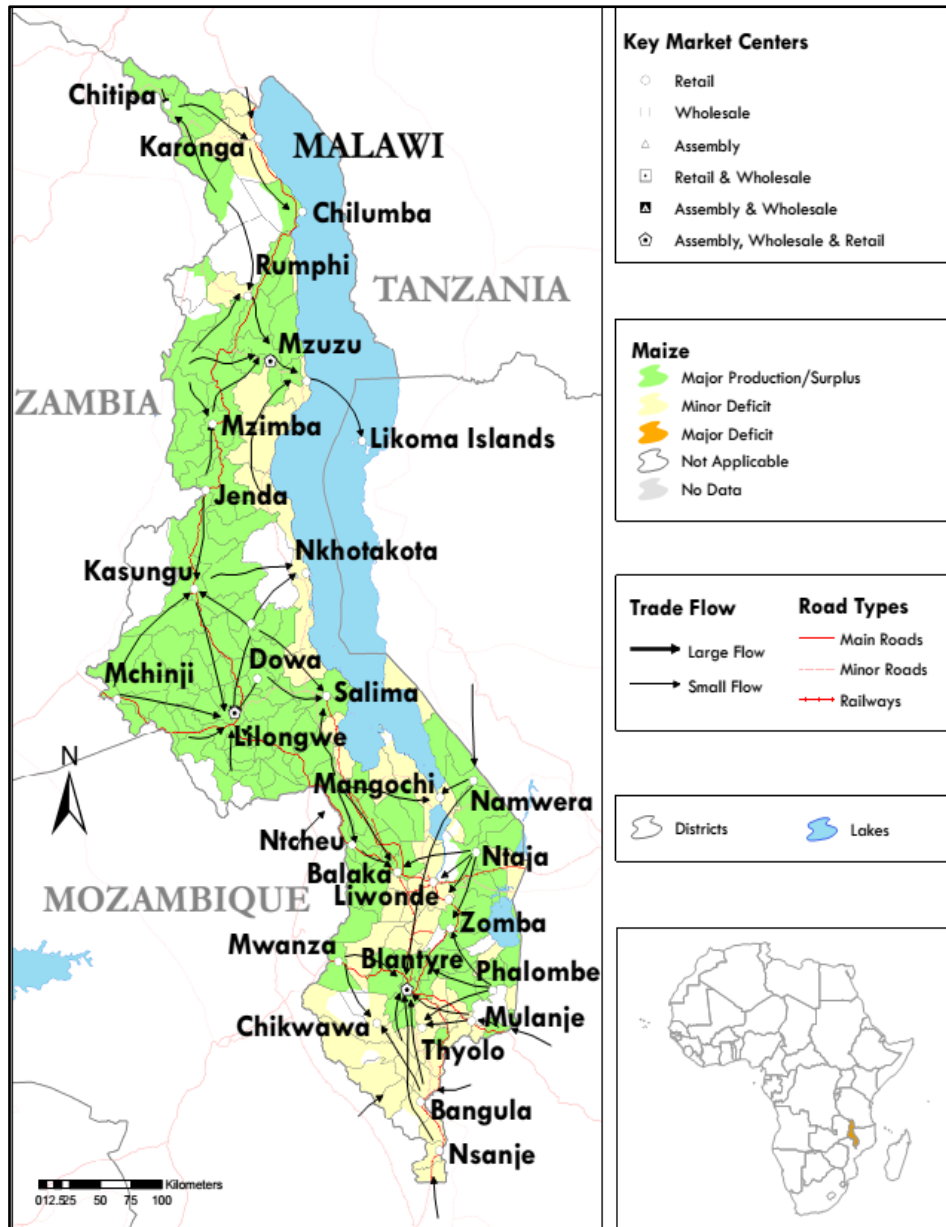 Chitipa
Karonga
MALAWI
Chilumba
Rumphi
TANZANIA
Mzuzu
ZAMBIA
Mzimba
Likoma Islands
Jenda
Nkhotakota
Kasungu
Dowa
Mchinji
Salima
Lilongwe
N
Mangochi
Namwera
Ntcheu
Ntaja
Balaka
MOZAMBIQUE
Liwonde
Zomba
Mwanza
Blantyre
Phalombe
Chikwawa
Mulanje
Thyolo
Bangula
Nsanje
Kilometers
012.525 50 75 100
Key Market Centers
Retail
Wholesale
Assembly
Retail & Wholesale
Assembly & Wholesale
Assembly, Wholesale & Retail
Maize
Major Production/Surplus
Minor Deficit
Major Deficit
Not Applicable
No Data
Trade Flow
Large Flow
Small Flow
Road Types
Main Roads
Minor Roads
Railways
Districts
Lakes